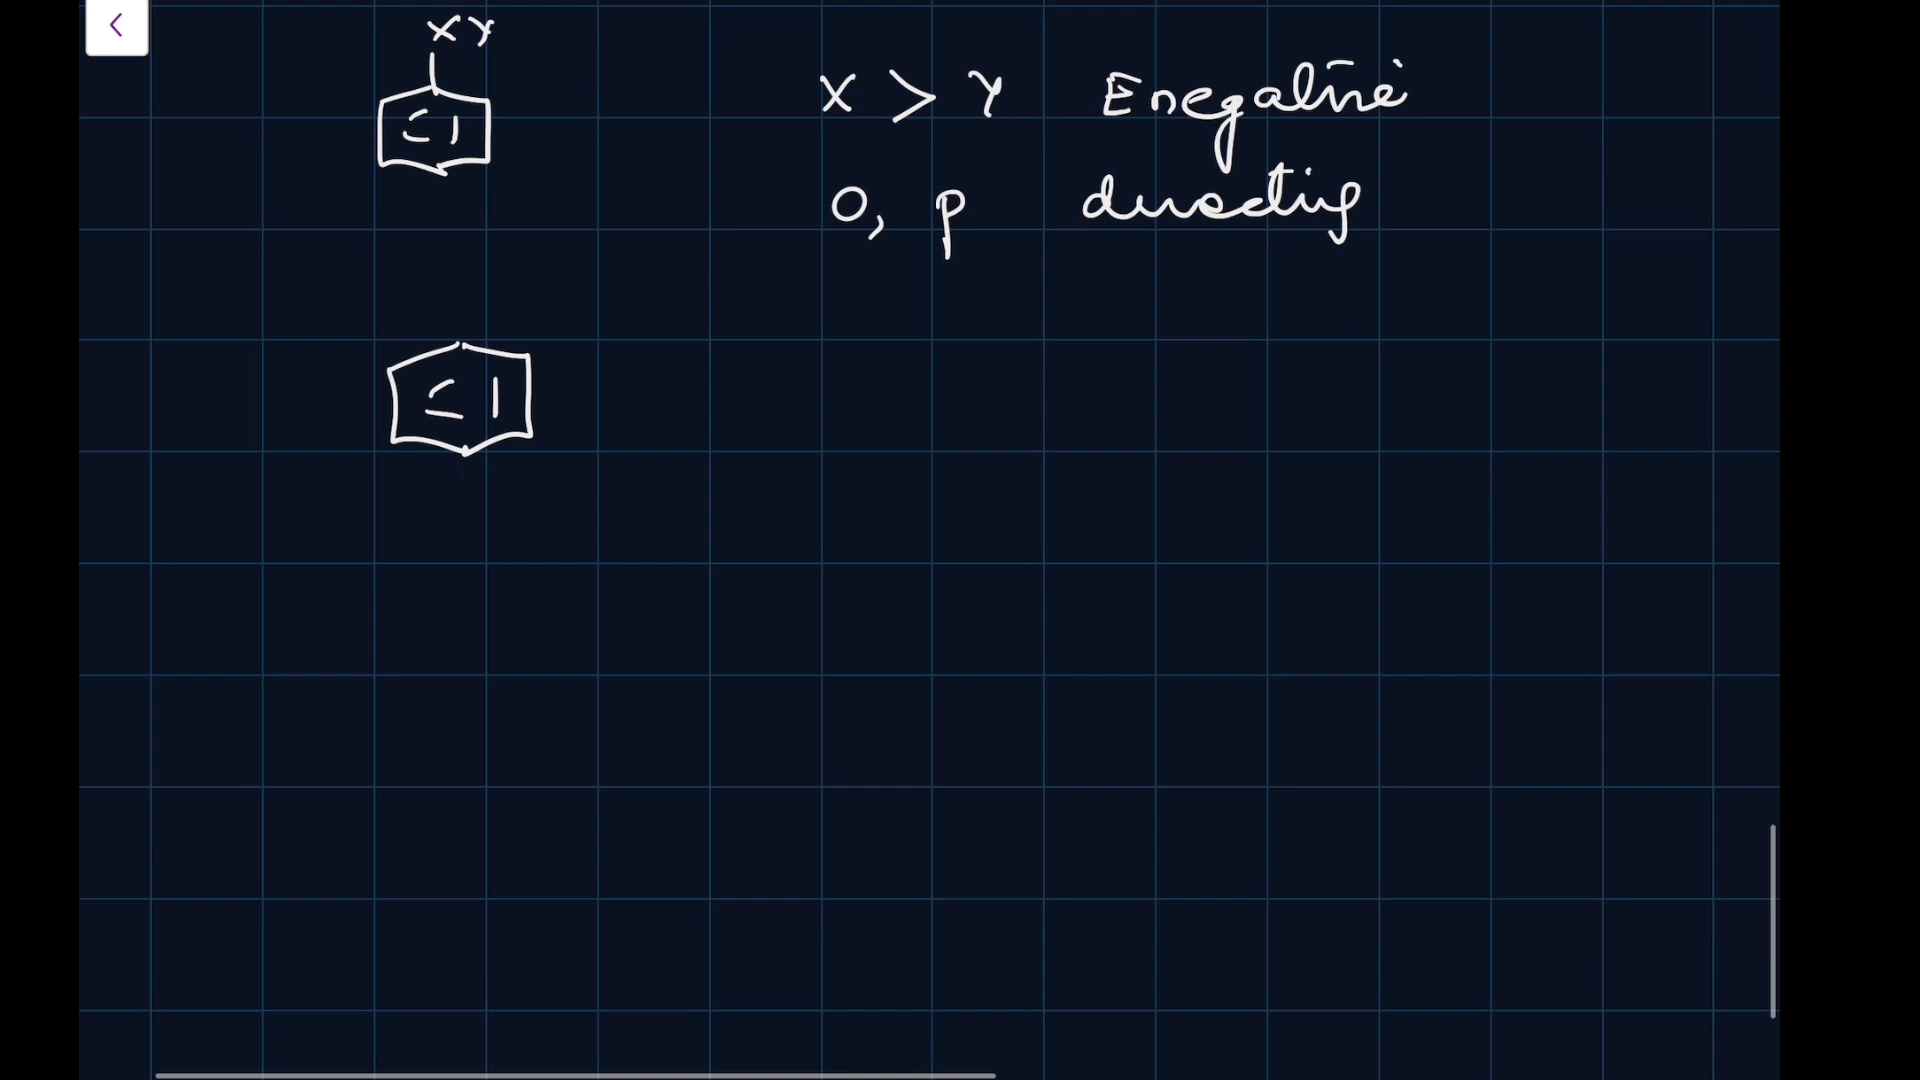 XY
X > Y Enegative
O, p directing